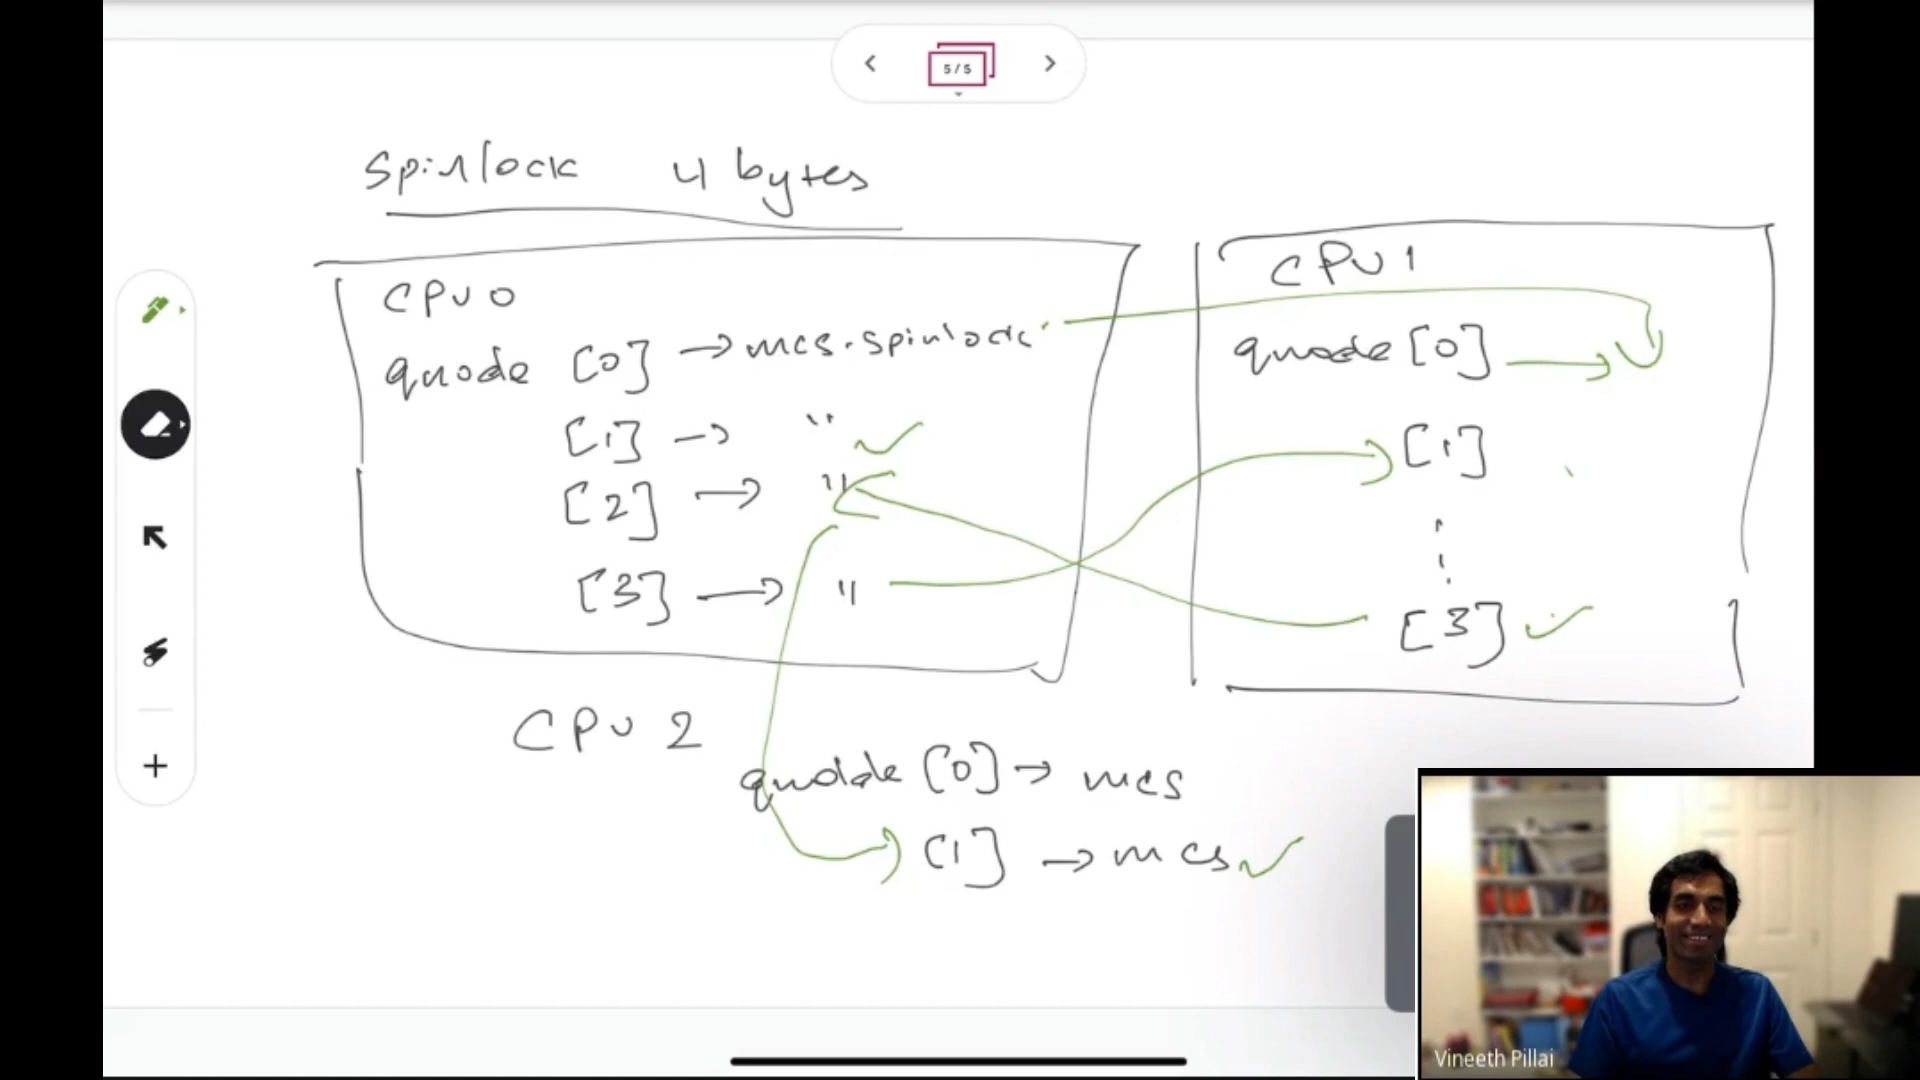 5/5
spinlock 4 bytes
CPU 0
qnode [0] → mcs.spinlock
[1] → "
[2] → "
[3] → "
CPU 1
qnode [0] →
[1]
[3]
CPU 2
qnodde [0] → mcs
[1] → mcs
Vineeth Pillai